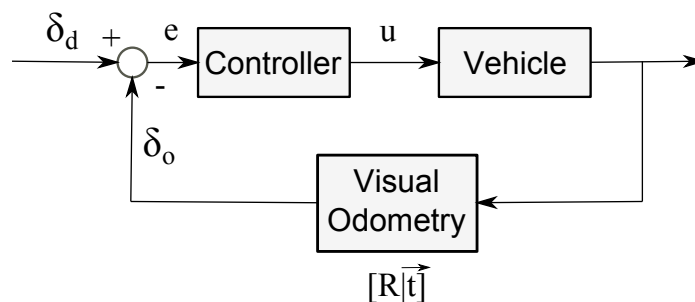 δd + e Controller u Vehicle
-
δo
Visual
Odometry
[R|t⃗]